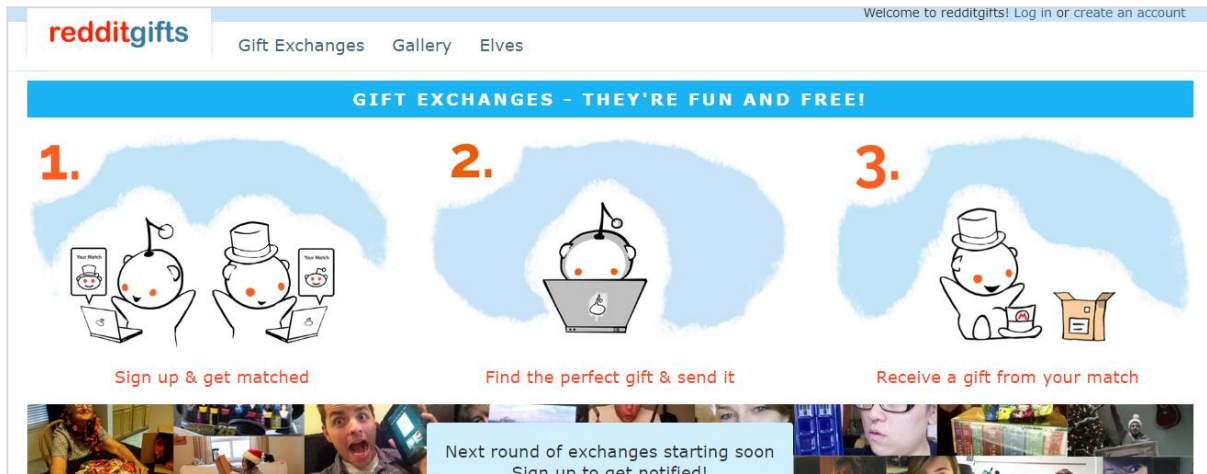 Welcome to redditgifts! Log in or create an account
redditgifts
Gift Exchanges Gallery Elves
GIFT EXCHANGES - THEY'RE FUN AND FREE!
1.
2.
3.
Your Match
Your Match
Sign up & get matched
Find the perfect gift & send it
Receive a gift from your match
Next round of exchanges starting soon
Sign up to get notified!